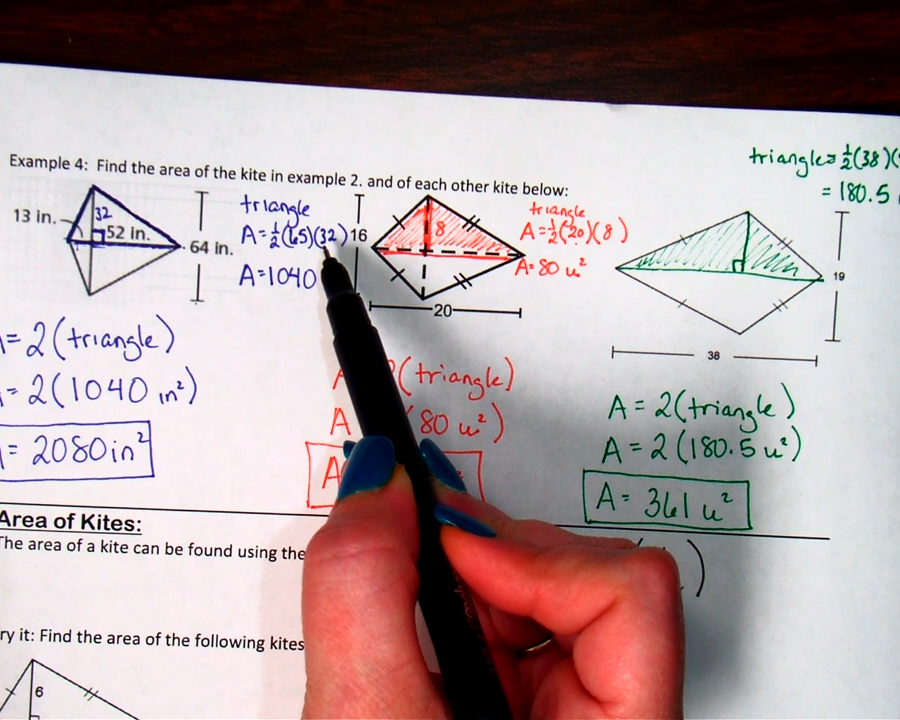 Example 4: Find the area of the kite in example 2. and of each other kite below:
triangle = ½(38)(
= 180.5
13 in.
32
52 in.
64 in.
triangle
A = ½(65)(32)
A = 1040
16
8
20
triangle
A = ½(20)(8)
A = 80 u²
19
38
= 2(triangle)
= 2(1040 in²)
= 2080 in²
(triangle)
A
80 u²)
A
A = 2(triangle)
A = 2(180.5 u²)
A = 361 u²
Area of Kites:
The area of a kite can be found using the
ry it: Find the area of the following kites
6